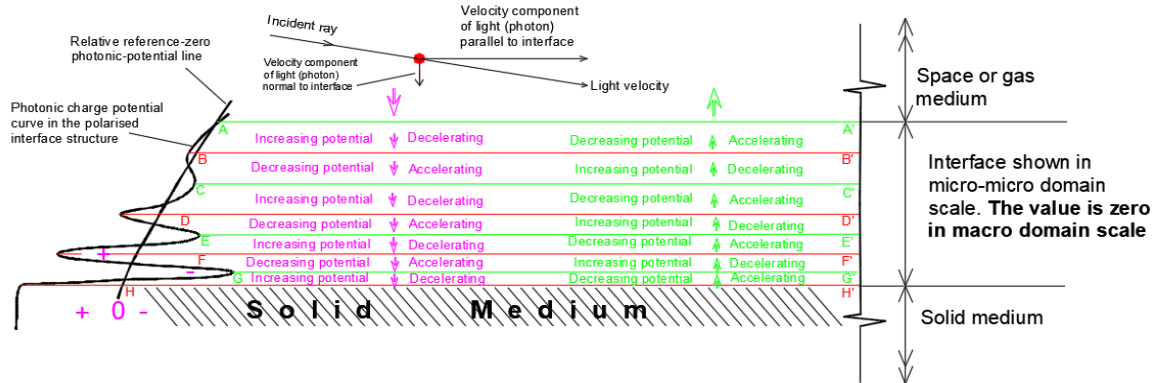 Incident ray
Velocity component
of light (photon)
parallel to interface
Relative reference-zero
photonic-potential line
Velocity component
of light (photon)
normal to interface
Light velocity
Space or gas
medium
Photonic charge potential
curve in the polarised
interface structure
A
A'
Increasing potential
Decelerating
Decreasing potential
Accelerating
B
B'
Decreasing potential
Accelerating
Increasing potential
Decelerating
C
C'
Increasing potential
Decelerating
Decreasing potential
Accelerating
D
D'
Decreasing potential
Accelerating
Increasing potential
Decelerating
E
E'
Increasing potential
Decelerating
Decreasing potential
Accelerating
F
F'
Decreasing potential
Accelerating
Increasing potential
Decelerating
G
G'
Increasing potential
Decelerating
Decreasing potential
Accelerating
H
H'
+
-
+ 0 -
Solid Medium
Interface shown in
micro-micro domain
scale. The value is zero
in macro domain scale
Solid medium